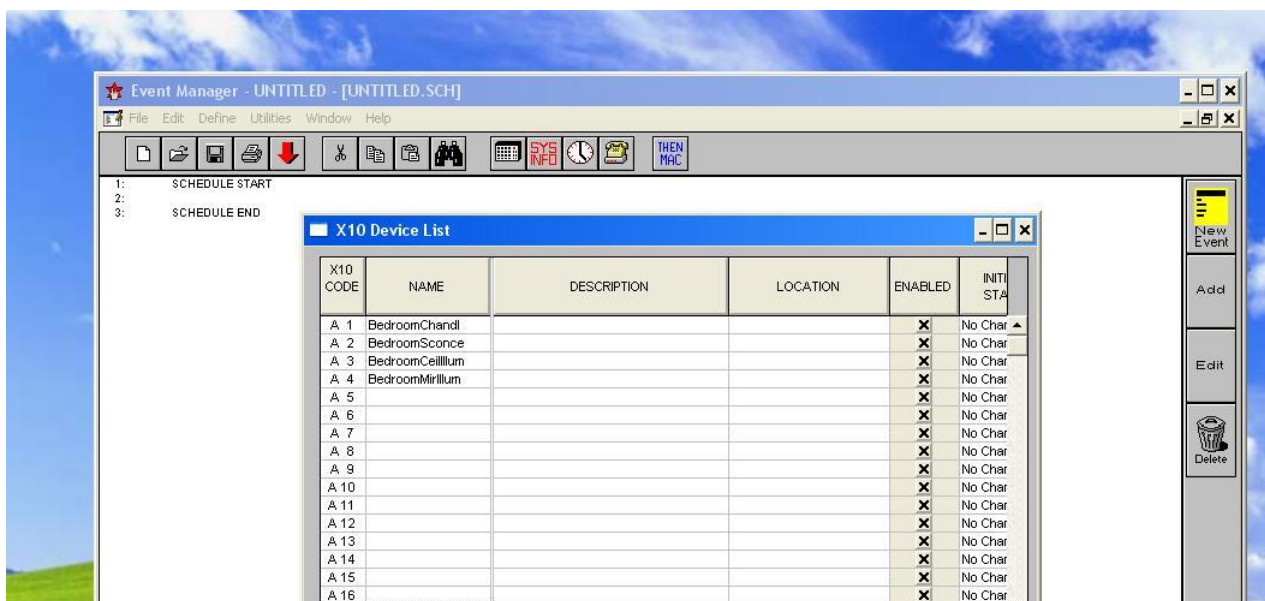 Event Manager - UNTITLED - [UNTITLED.SCH]
File Edit Define Utilities Window Help
SYS INFO
THEN MAC
1: SCHEDULE START
2:
3: SCHEDULE END
New Event
Add
Edit
Delete
X10 Device List
X10 CODE NAME DESCRIPTION LOCATION ENABLED INITI STA
A 1 BedroomChandl No Char
A 2 BedroomSconce No Char
A 3 BedroomCeilIllum No Char
A 4 BedroomMirIllum No Char
A 5 No Char
A 6 No Char
A 7 No Char
A 8 No Char
A 9 No Char
A 10 No Char
A 11 No Char
A 12 No Char
A 13 No Char
A 14 No Char
A 15 No Char
A 16 No Char